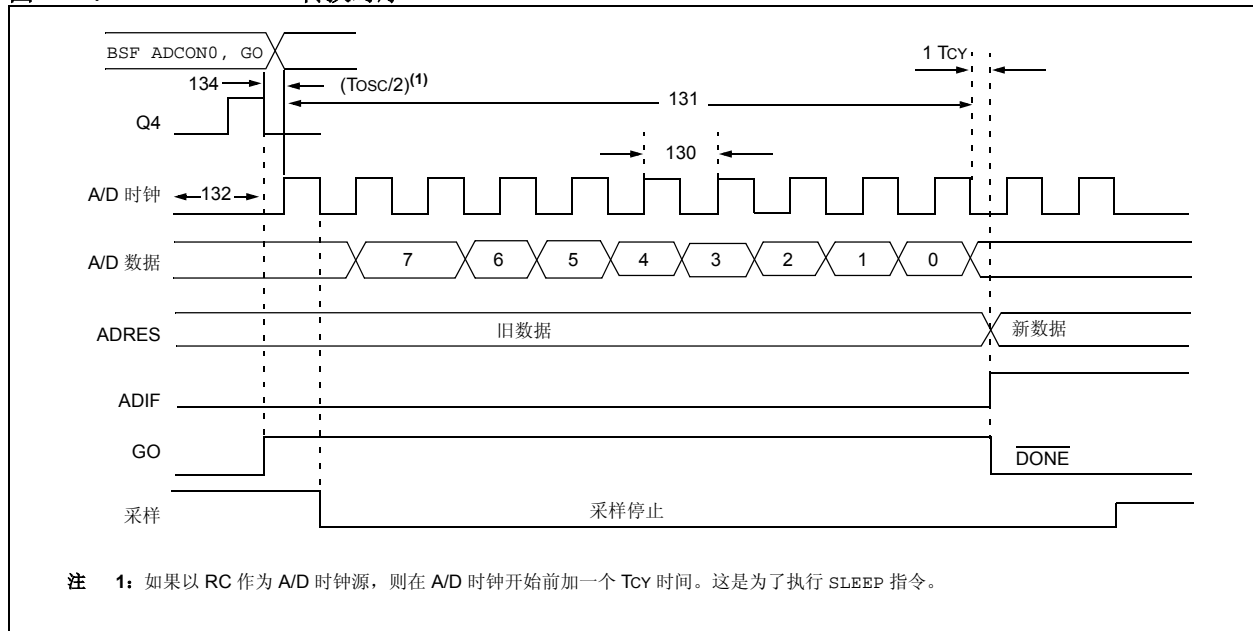 BSF ADCON0, GO
1 TCY
134
(TOSC/2)(1)
131
Q4
130
A/D 时钟
132
A/D 数据
7 6 5 4 3 2 1 0
ADRES
旧数据
新数据
ADIF
GO
DONE
采样
采样停止
注 1: 如果以 RC 作为 A/D 时钟源，则在 A/D 时钟开始前加一个 TCY 时间。这是为了执行 SLEEP 指令。